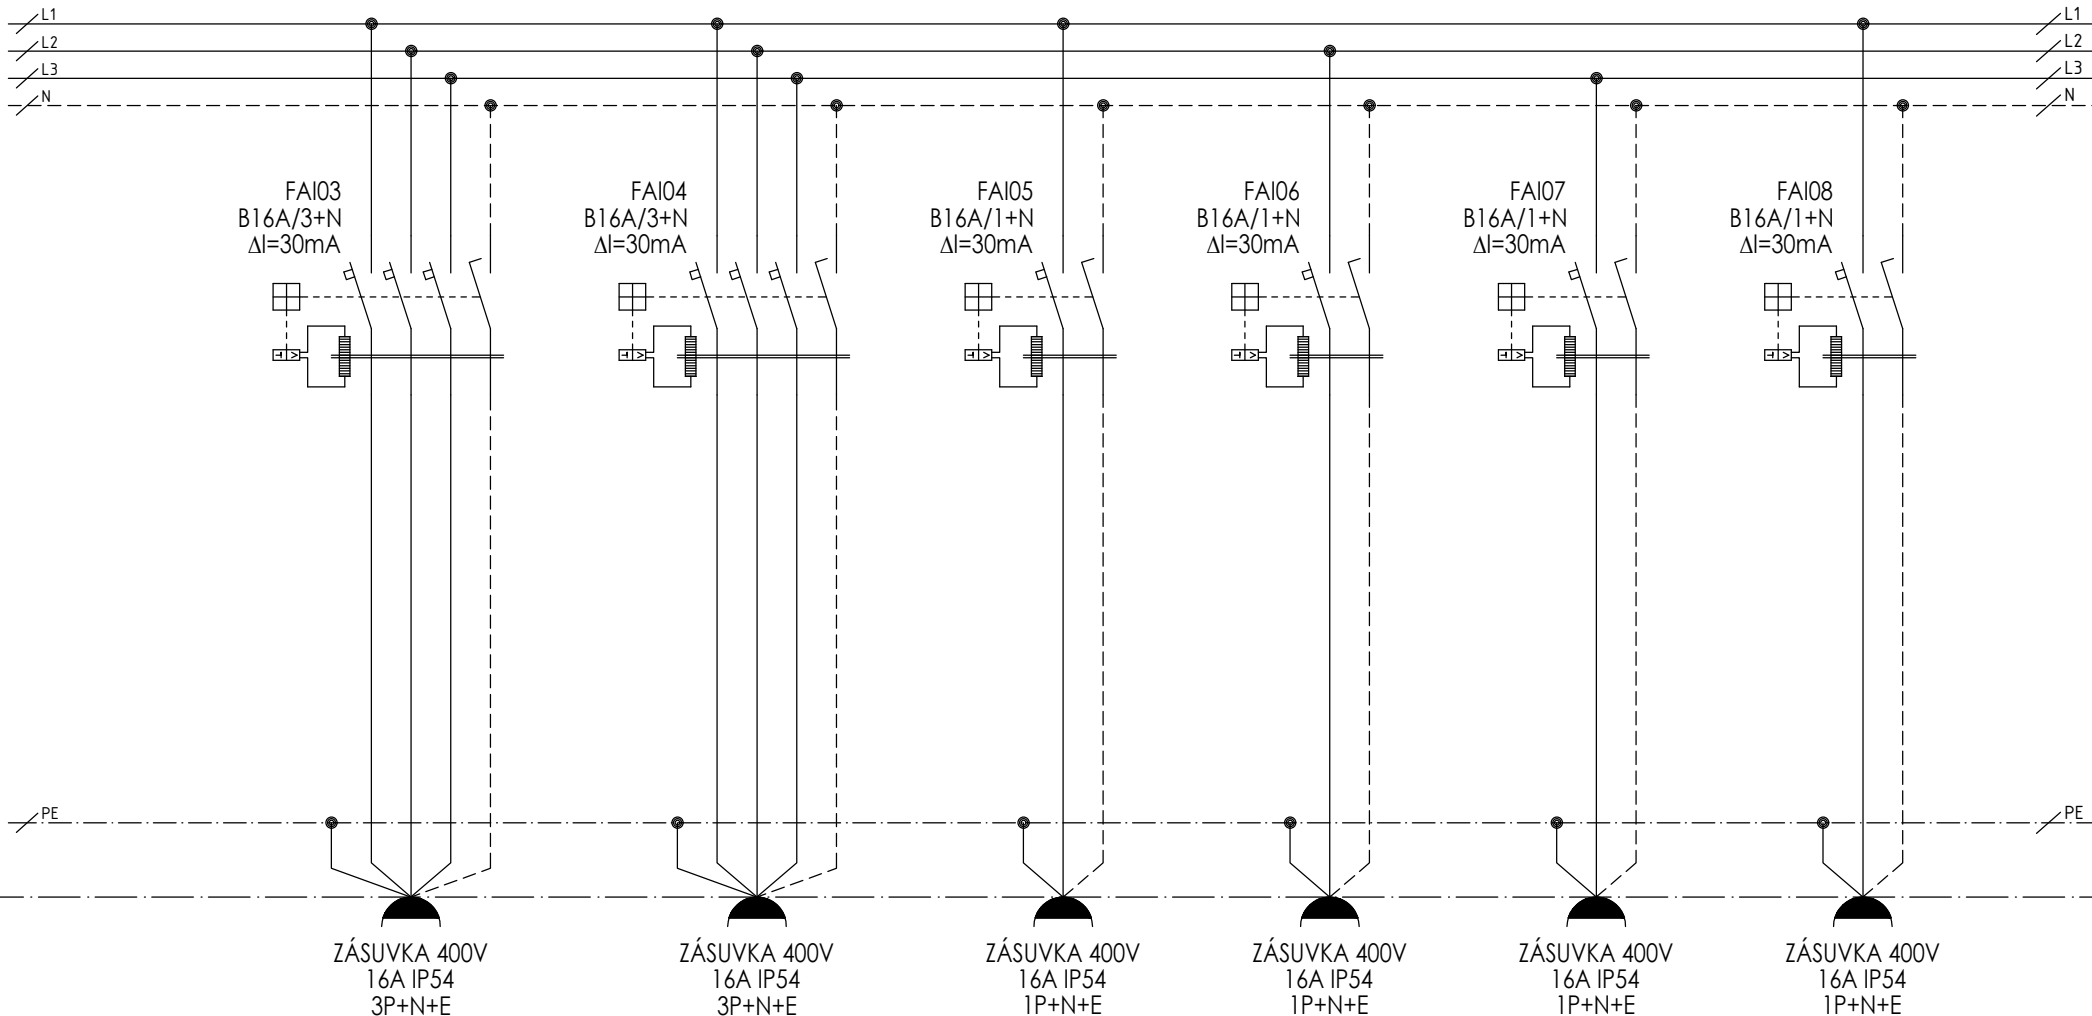 L1 L1
L2 L2
L3 L3
N N
FAI03
B16A/3+N
ΔI=30mA
FAI04
B16A/3+N
ΔI=30mA
FAI05
B16A/1+N
ΔI=30mA
FAI06
B16A/1+N
ΔI=30mA
FAI07
B16A/1+N
ΔI=30mA
FAI08
B16A/1+N
ΔI=30mA
PE PE
ZÁSUVKA 400V
16A IP54
3P+N+E
ZÁSUVKA 400V
16A IP54
3P+N+E
ZÁSUVKA 400V
16A IP54
1P+N+E
ZÁSUVKA 400V
16A IP54
1P+N+E
ZÁSUVKA 400V
16A IP54
1P+N+E
ZÁSUVKA 400V
16A IP54
1P+N+E